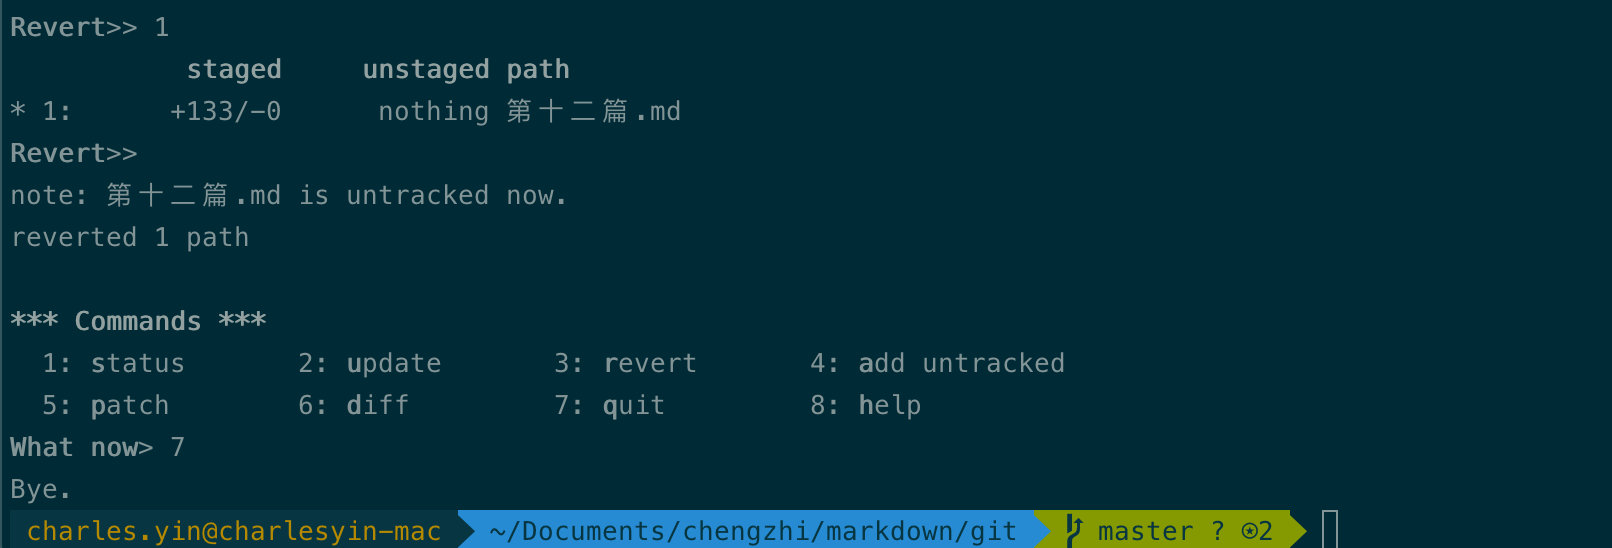 Revert>> 1
staged unstaged path
* 1: +133/-0 nothing 第十二篇.md
Revert>>
note: 第十二篇.md is untracked now.
reverted 1 path
*** Commands ***
1: status 2: update 3: revert 4: add untracked
5: patch 6: diff 7: quit 8: help
What now> 7
Bye.
charles.yin@charlesyin-mac ~/Documents/chengzhi/markdown/git master ? ⍟2